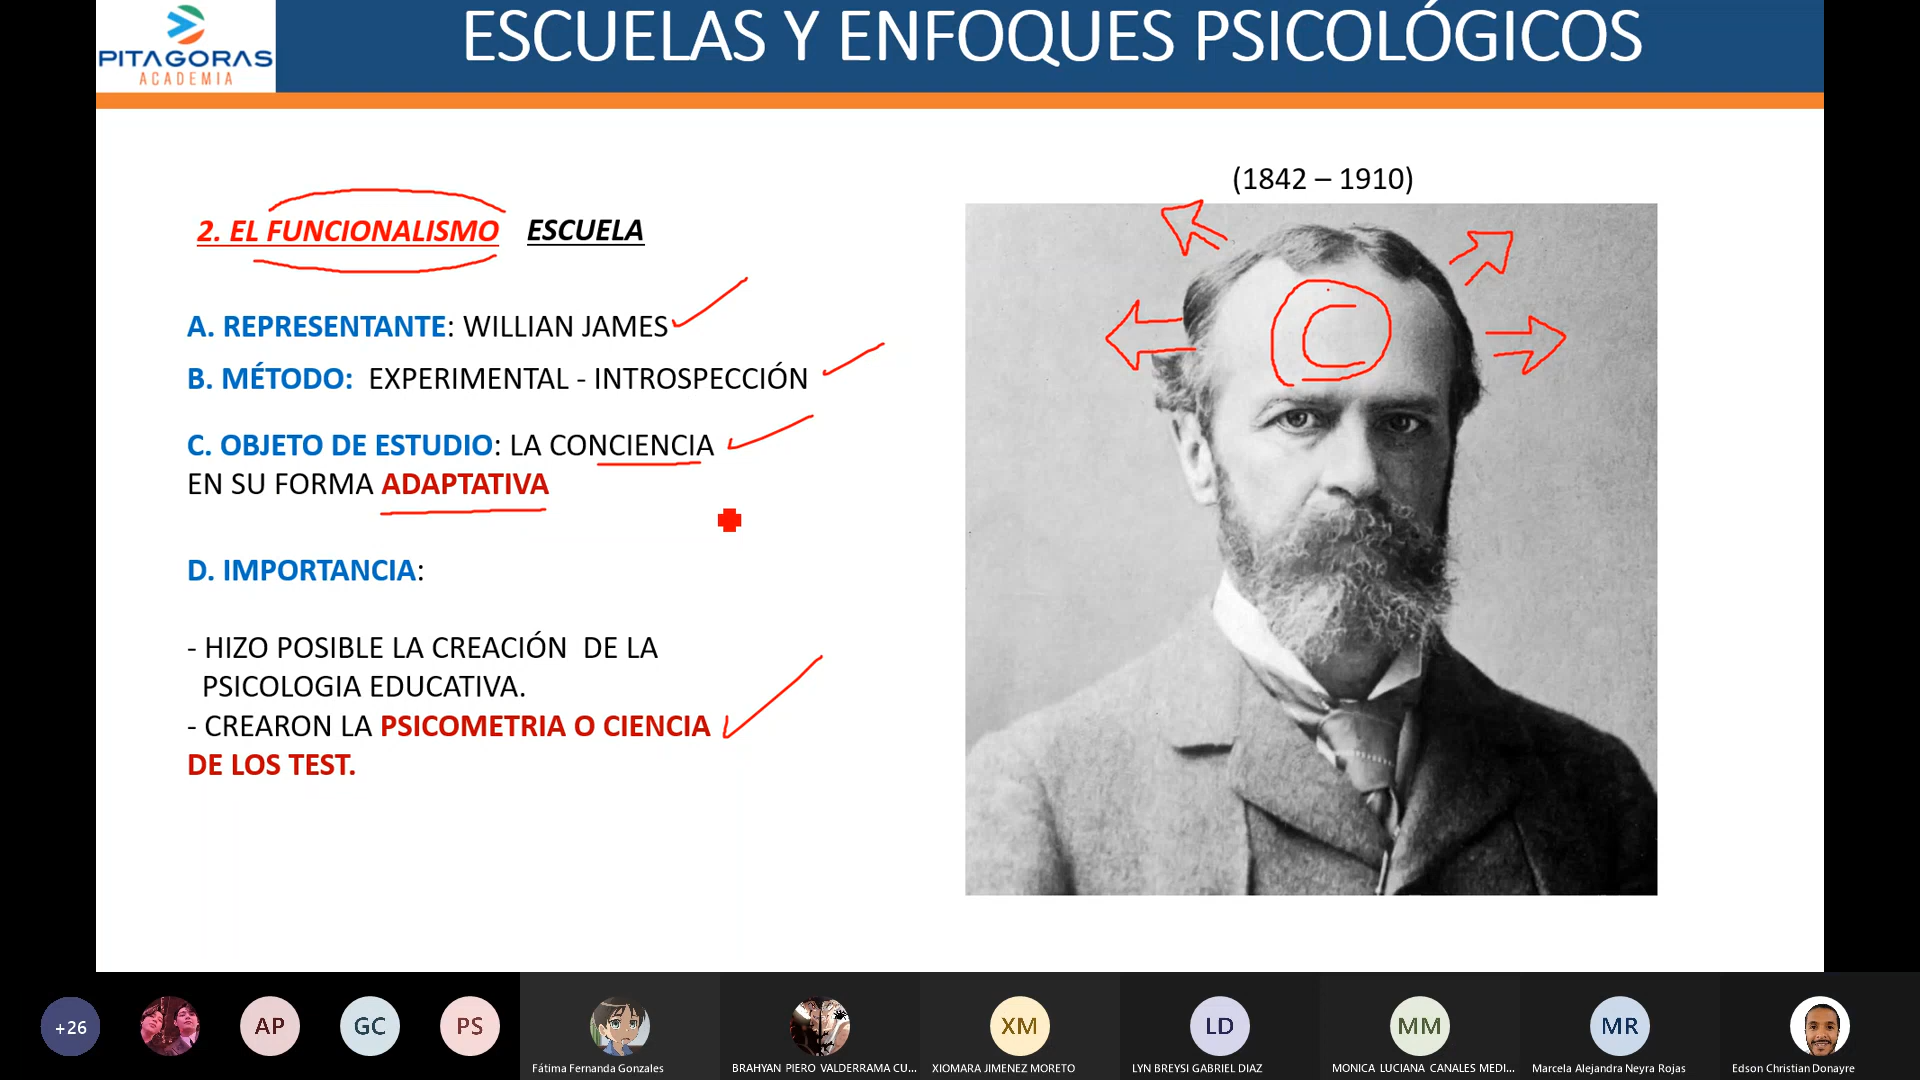 PITAGORAS
ACADEMIA
ESCUELAS Y ENFOQUES PSICOLÓGICOS
(1842 – 1910)
2. EL FUNCIONALISMO ESCUELA
A. REPRESENTANTE: WILLIAN JAMES
B. MÉTODO: EXPERIMENTAL - INTROSPECCIÓN
C. OBJETO DE ESTUDIO: LA CONCIENCIA
EN SU FORMA ADAPTATIVA
D. IMPORTANCIA:
- HIZO POSIBLE LA CREACIÓN DE LA
PSICOLOGIA EDUCATIVA.
- CREARON LA PSICOMETRIA O CIENCIA
DE LOS TEST.
C
+26
AP
GC
PS
XM
LD
MM
MR
Fátima Fernanda Gonzales
BRAHYAN PIERO VALDERRAMA CU...
XIOMARA JIMENEZ MORETO
LYN BREYSI GABRIEL DIAZ
MONICA LUCIANA CANALES MEDI...
Marcela Alejandra Neyra Rojas
Edson Christian Donayre